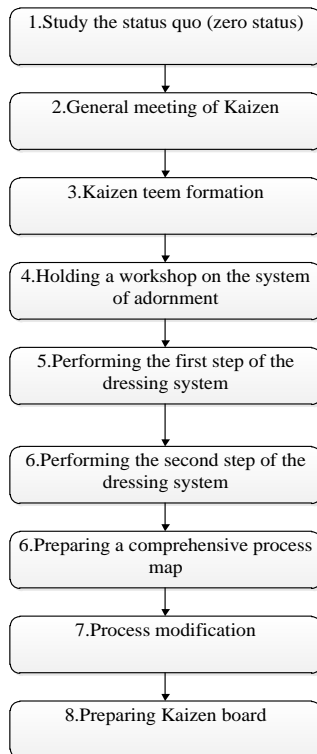 1.Study the status quo (zero status)
2.General meeting of Kaizen
3.Kaizen teem formation
4.Holding a workshop on the system
of adornment
5.Performing the first step of the
dressing system
6.Performing the second step of the
dressing system
6.Preparing a comprehensive process
map
7.Process modification
8.Preparing Kaizen board